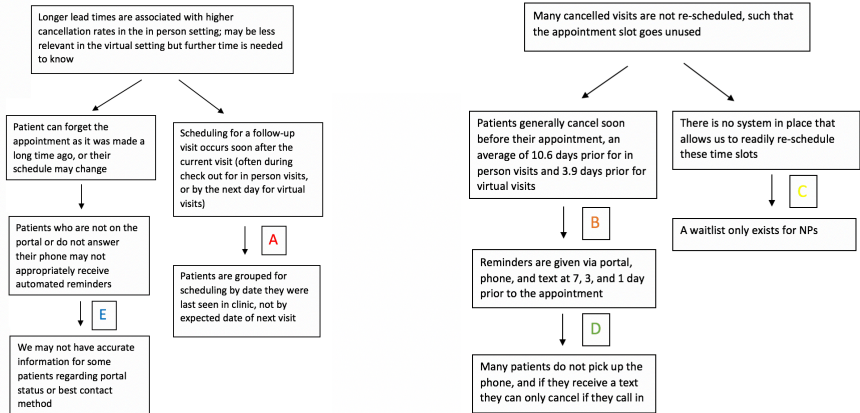 Longer lead times are associated with higher
cancellation rates in the in person setting; may be less
relevant in the virtual setting but further time is needed
to know
Patient can forget the
appointment as it was made a
long time ago, or their
schedule may change
Scheduling for a follow-up
visit occurs soon after the
current visit (often during
check out for in person visits,
or by the next day for virtual
visits)
Patients who are not on the
portal or do not answer
their phone may not
appropriately receive
automated reminders
A
Patients are grouped for
scheduling by date they were
last seen in clinic, not by
expected date of next visit
E
We may not have accurate
information for some
patients regarding portal
status or best contact
method
Many cancelled visits are not re-scheduled, such that
the appointment slot goes unused
Patients generally cancel soon
before their appointment, an
average of 10.6 days prior for in
person visits and 3.9 days prior for
virtual visits
There is no system in place that
allows us to readily re-schedule
these time slots
B
C
A waitlist only exists for NPs
Reminders are given via portal,
phone, and text at 7, 3, and 1 day
prior to the appointment
D
Many patients do not pick up the
phone, and if they receive a text
they can only cancel if they call in